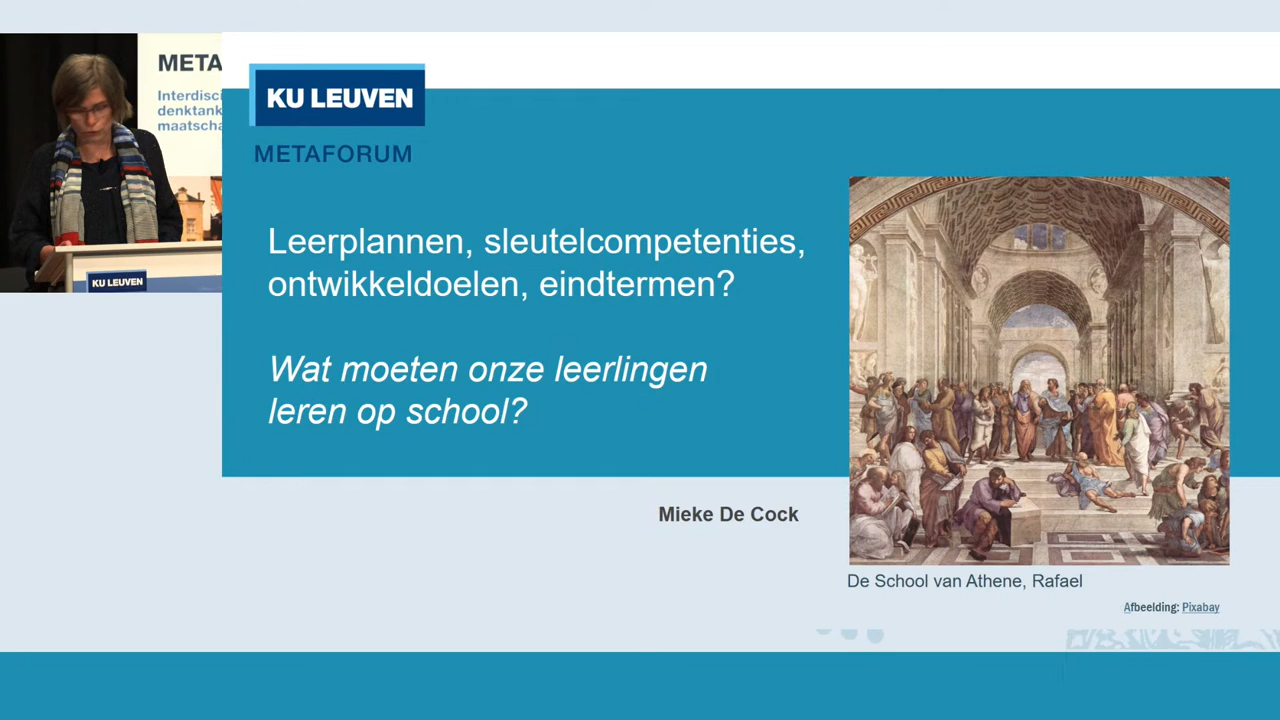 META
Interdisc
denktank
maatscha
KU LEUVEN
KU LEUVEN
METAFORUM
Leerplannen, sleutelcompetenties,
ontwikkeldoelen, eindtermen?
Wat moeten onze leerlingen
leren op school?
Mieke De Cock
De School van Athene, Rafael
Afbeelding: Pixabay